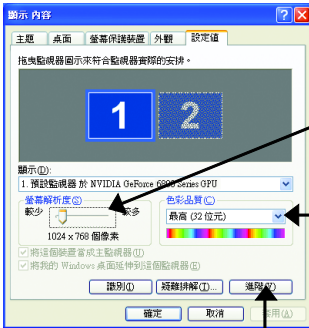 顯示 內容
主題 桌面 螢幕保護裝置 外觀 設定值
拖曳監視器圖示來符合監視器實際的安排。
1 2
顯示(D):
1. 預設監視器 於 NVIDIA GeForce 6800 Series GPU
螢幕解析度(S) 色彩品質(C)
較少 較多 最高 (32 位元)
1024 x 768 個像素
將這個裝置當成主監視器(U)
將我的 Windows 桌面延伸到這個監視器(E)
識別(I) 疑難排解(T)... 進階(V)
確定 取消 套用(A)